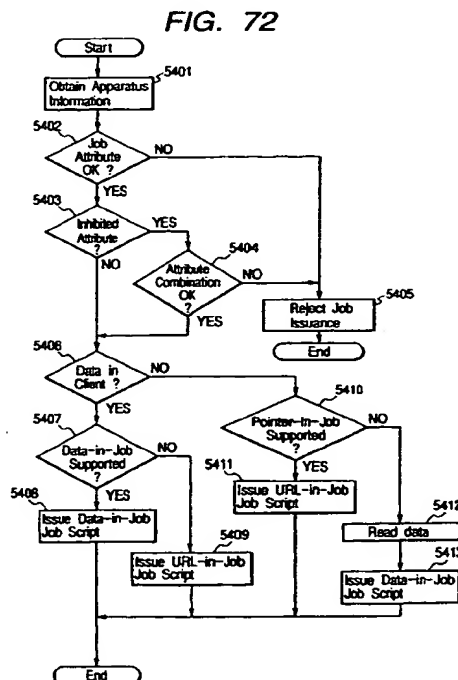 FIG. 72
Start
5401
Obtain Apparatus
Information
5402
Job
Attribute
OK ?
NO
YES
5403
Inhibited
Attribute
?
YES
NO
5404
Attribute
Combination
OK
?
NO
YES
5405
Reject Job
Issuance
End
5406
Data in
Client ?
NO
YES
5407
Data-in-Job
Supported
?
NO
YES
5410
Pointer-in-Job
Supported
?
NO
YES
5408
Issue Data-in-Job
Job Script
5409
Issue URL-in-Job
Job Script
5411
Issue URL-in-Job
Job Script
5412
Read data
5413
Issue Data-in-Job
Job Script
End